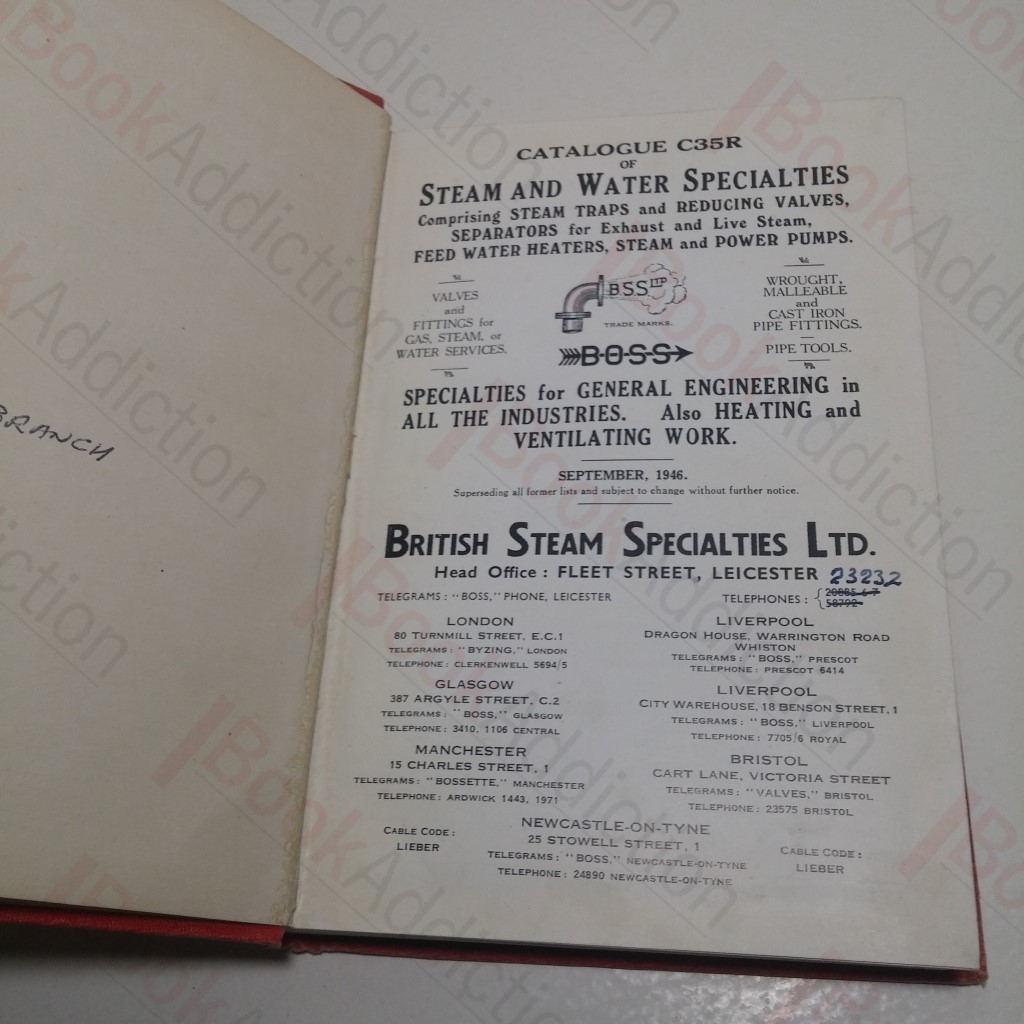 BRANCH
CATALOGUE C35R
OF
STEAM AND WATER SPECIALTIES
Comprising STEAM TRAPS and REDUCING VALVES,
SEPARATORS for Exhaust and Live Steam,
FEED WATER HEATERS, STEAM and POWER PUMPS.
VALVES
and
FITTINGS for
GAS, STEAM, or
WATER SERVICES.
BSS LTD
TRADE MARKS.
BOSS
WROUGHT,
MALLEABLE
and
CAST IRON
PIPE FITTINGS.
PIPE TOOLS.
SPECIALTIES for GENERAL ENGINEERING in
ALL THE INDUSTRIES. Also HEATING and
VENTILATING WORK.
SEPTEMBER, 1946.
Superseding all former lists and subject to change without further notice.
BRITISH STEAM SPECIALTIES LTD.
Head Office : FLEET STREET, LEICESTER 23232
TELEGRAMS : "BOSS," PHONE, LEICESTER
TELEPHONES : 20085-6-7
58792
LONDON
80 TURNMILL STREET, E.C.1
TELEGRAMS : "BYZING," LONDON
TELEPHONE : CLERKENWELL 5694/5
LIVERPOOL
DRAGON HOUSE, WARRINGTON ROAD
WHISTON
TELEGRAMS : "BOSS," PRESCOT
TELEPHONE : PRESCOT 6414
GLASGOW
387 ARGYLE STREET, C.2
TELEGRAMS : "BOSS," GLASGOW
TELEPHONE : 3410, 1106 CENTRAL
LIVERPOOL
CITY WAREHOUSE, 18 BENSON STREET, 1
TELEGRAMS : "BOSS," LIVERPOOL
TELEPHONE : 7705/6 ROYAL
MANCHESTER
15 CHARLES STREET, 1
TELEGRAMS : "BOSSETTE," MANCHESTER
TELEPHONE : ARDWICK 1443, 1971
BRISTOL
CART LANE, VICTORIA STREET
TELEGRAMS : "VALVES," BRISTOL
TELEPHONE : 23575 BRISTOL
CABLE CODE :
LIEBER
NEWCASTLE-ON-TYNE
25 STOWELL STREET, 1
TELEGRAMS : "BOSS," NEWCASTLE-ON-TYNE
TELEPHONE : 24890 NEWCASTLE-ON-TYNE
CABLE CODE :
LIEBER
BookAddiction